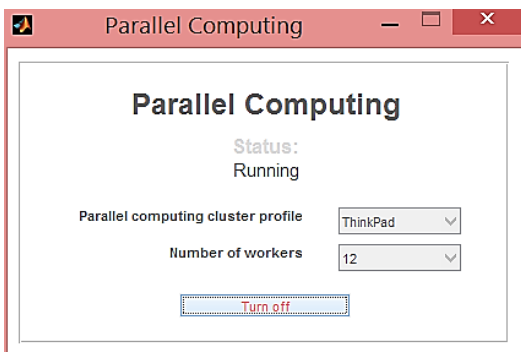 Parallel Computing
Parallel Computing
Status:
Running
Parallel computing cluster profile ThinkPad
Number of workers 12
Turn off